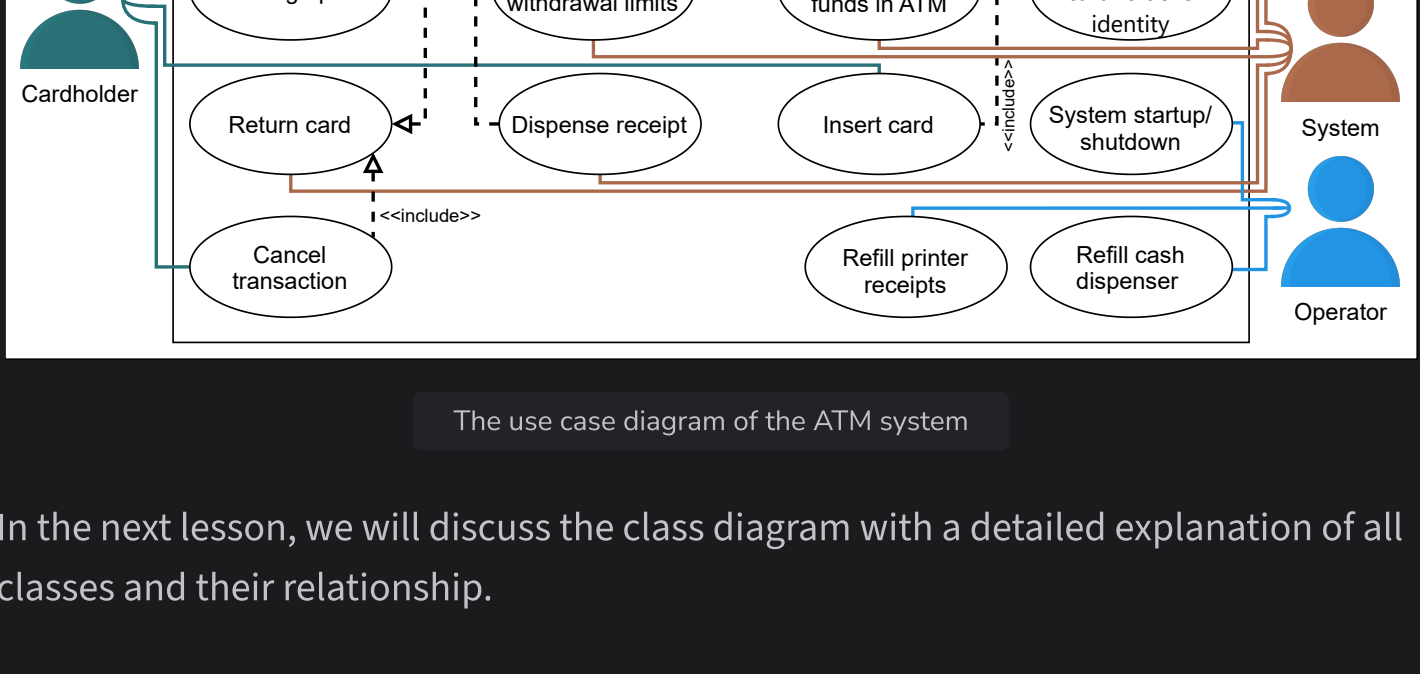 withdrawal limits
funds in ATM
identity
Cardholder
Return card
Dispense receipt
Insert card
<<include>>
System startup/
shutdown
System
<<include>>
Cancel
transaction
Refill printer
receipts
Refill cash
dispenser
Operator
The use case diagram of the ATM system
In the next lesson, we will discuss the class diagram with a detailed explanation of all
classes and their relationship.